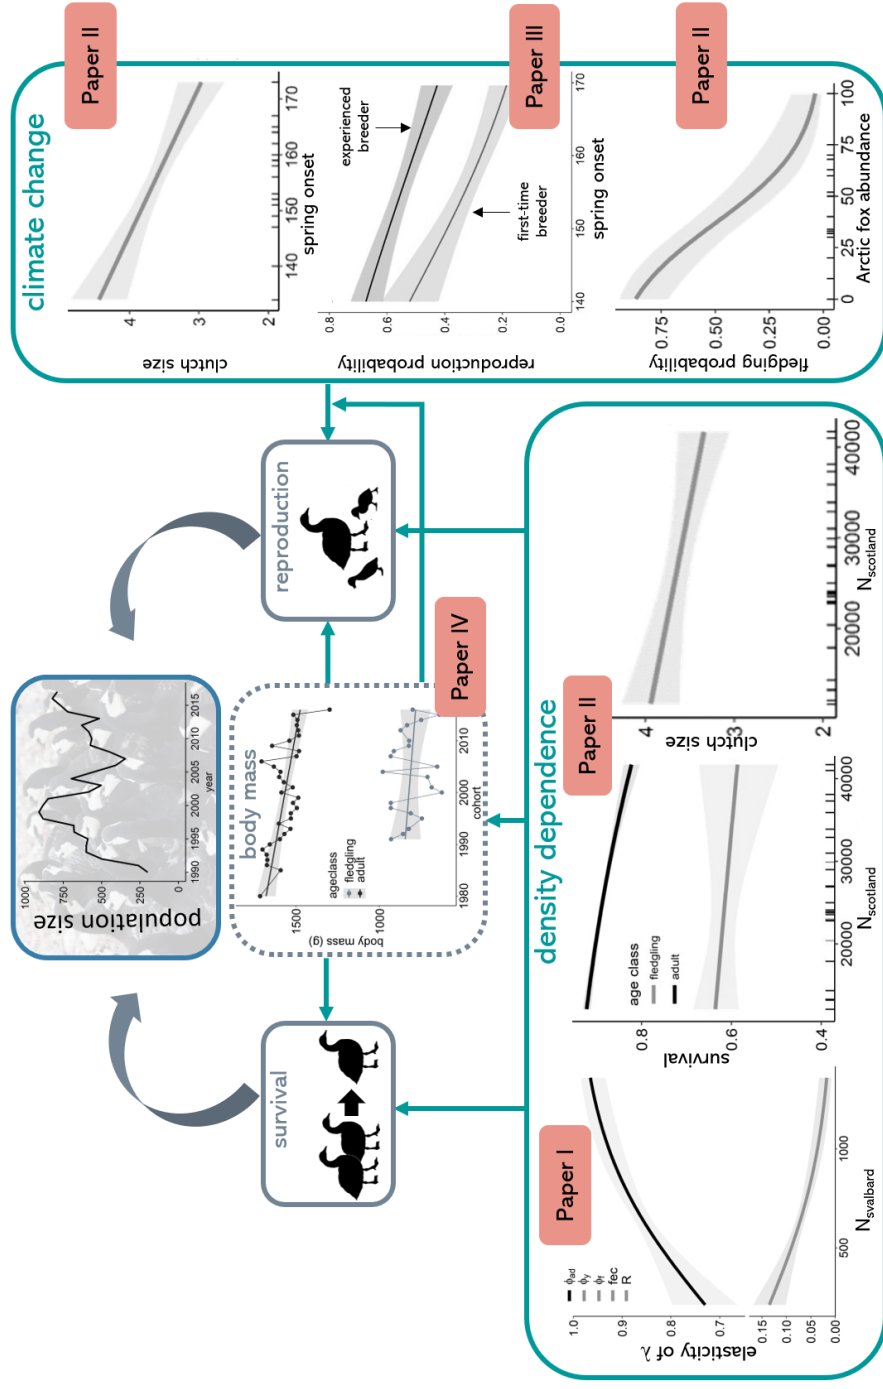 population size
1000
750
500
250
0
1990
1995
2000
2005
2010
2015
year
survival
body mass
body mass (g)
1500
1000
ageclass
fledgling
adult
1980
1990
2000
2010
cohort
Paper IV
reproduction
climate change
Paper II
clutch size
4
3
2
140
150
160
170
spring onset
reproduction probability
0.8
0.6
0.4
0.2
0.0
experienced
breeder
first-time
breeder
Paper III
140
150
160
170
spring onset
Paper II
fledging probability
0.75
0.50
0.25
0.00
0
25
50
75
100
Arctic fox abundance
density dependence
Paper I
elasticity of λ
1.0
0.9
0.8
0.7
0.15
0.10
0.05
0.00
ϕad
ϕy
ϕf
fec
R
500
1000
Nsvalbard
Paper II
survival
0.8
0.6
0.4
age class
fledgling
adult
20000
30000
40000
Nscotland
clutch size
4
3
2
20000
30000
40000
Nscotland